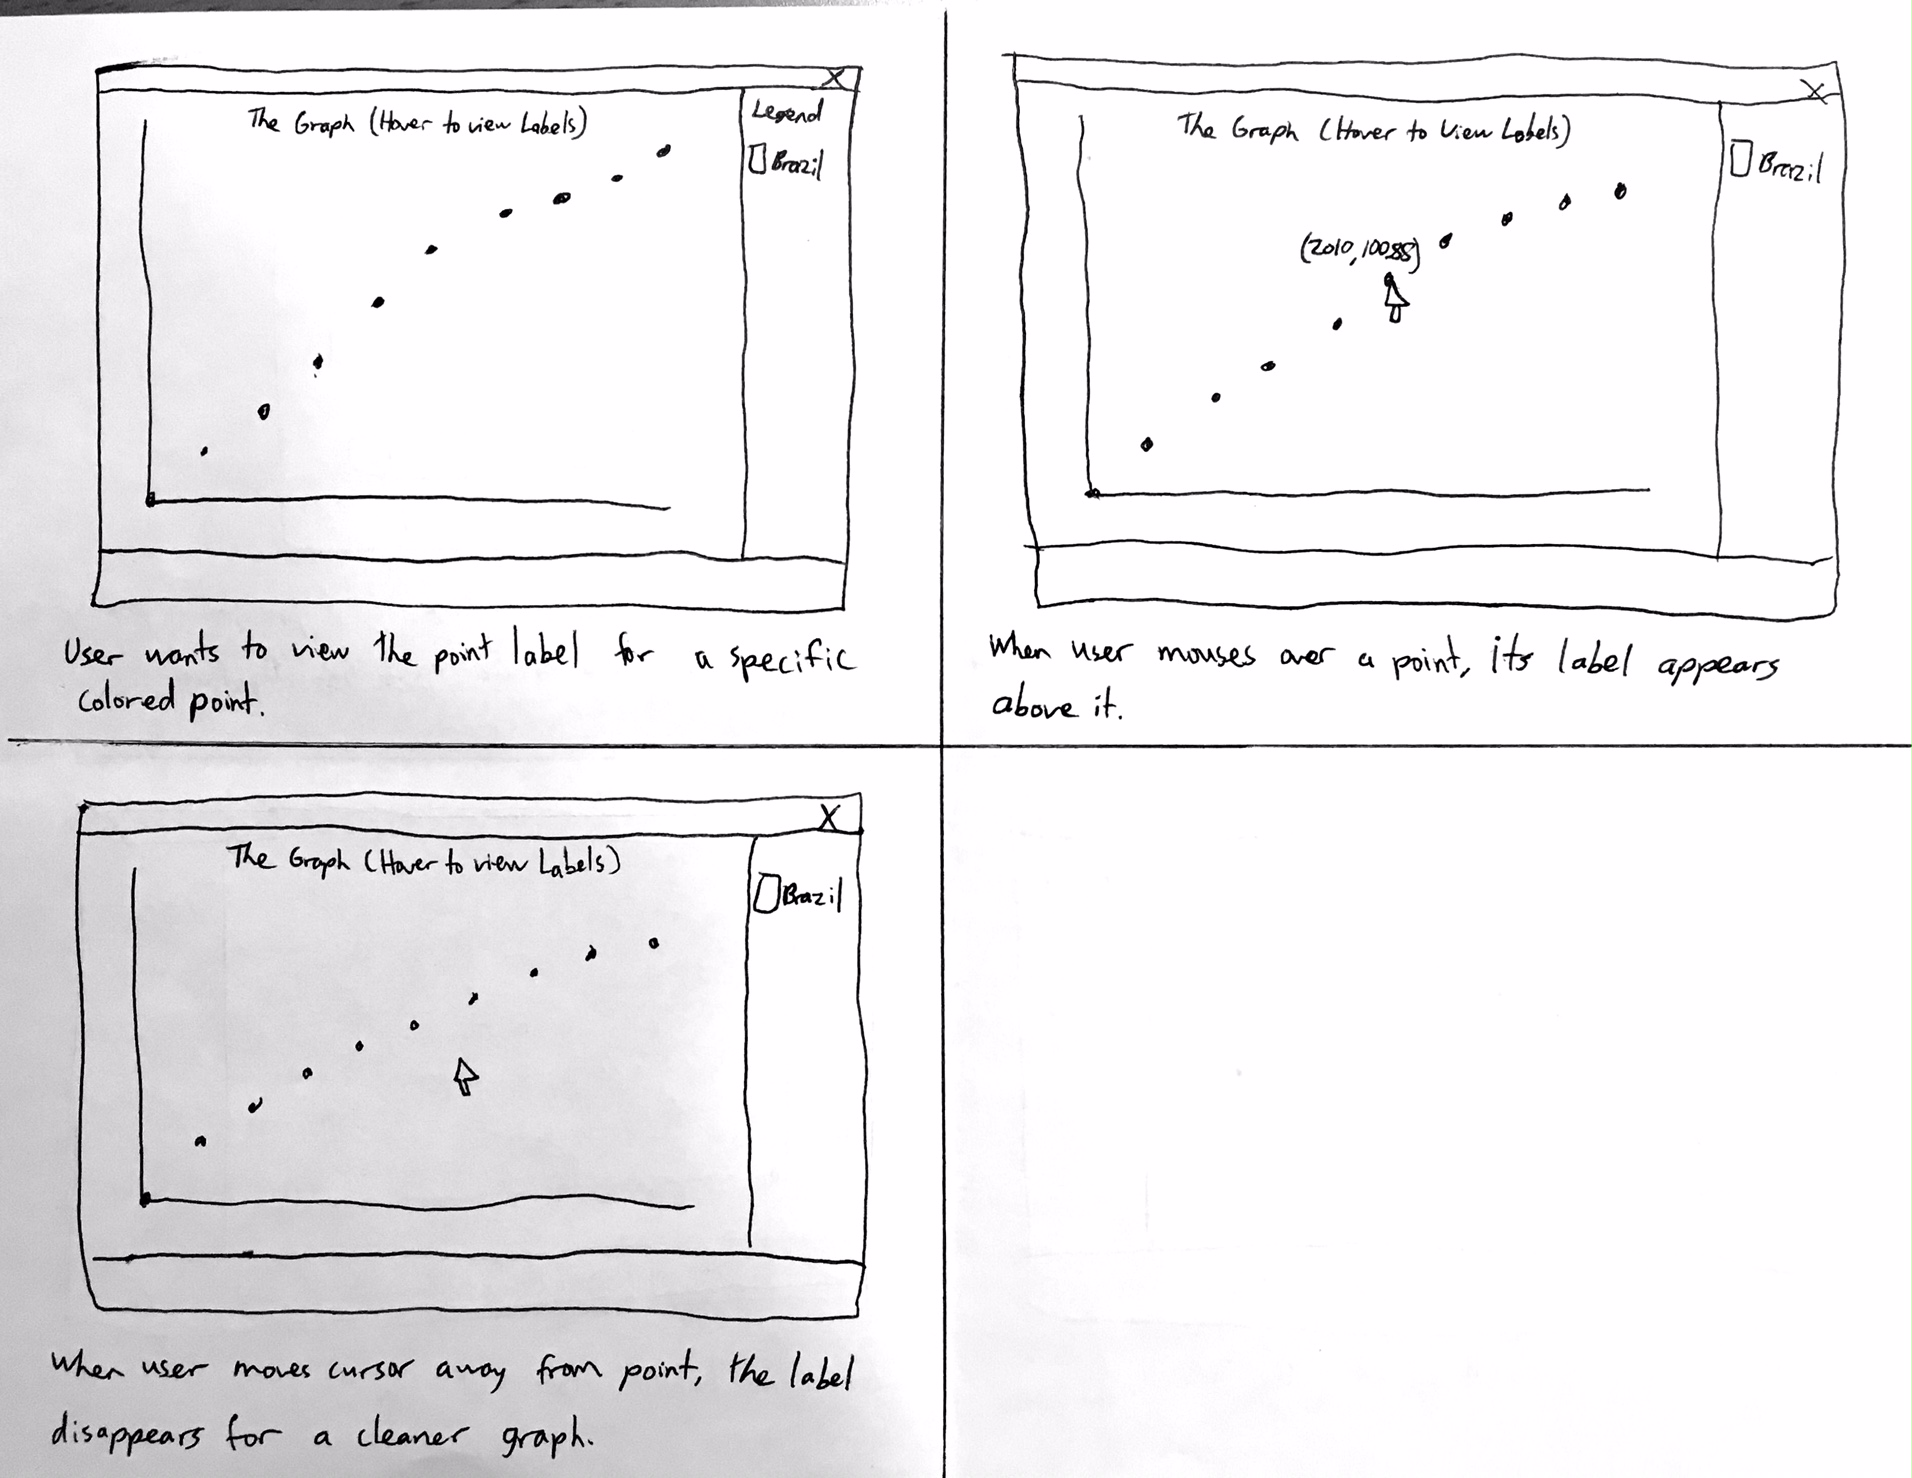 X
The Graph (Hover to view Labels)
Legend
Brazil
User wants to view the point label for a specific
colored point.
X
The Graph (Hover to View Labels)
Brazil
(2010, 10088)
When user mouses over a point, its label appears
above it.
X
The Graph (Hover to view Labels)
Brazil
When user moves cursor away from point, the label
disappears for a cleaner graph.